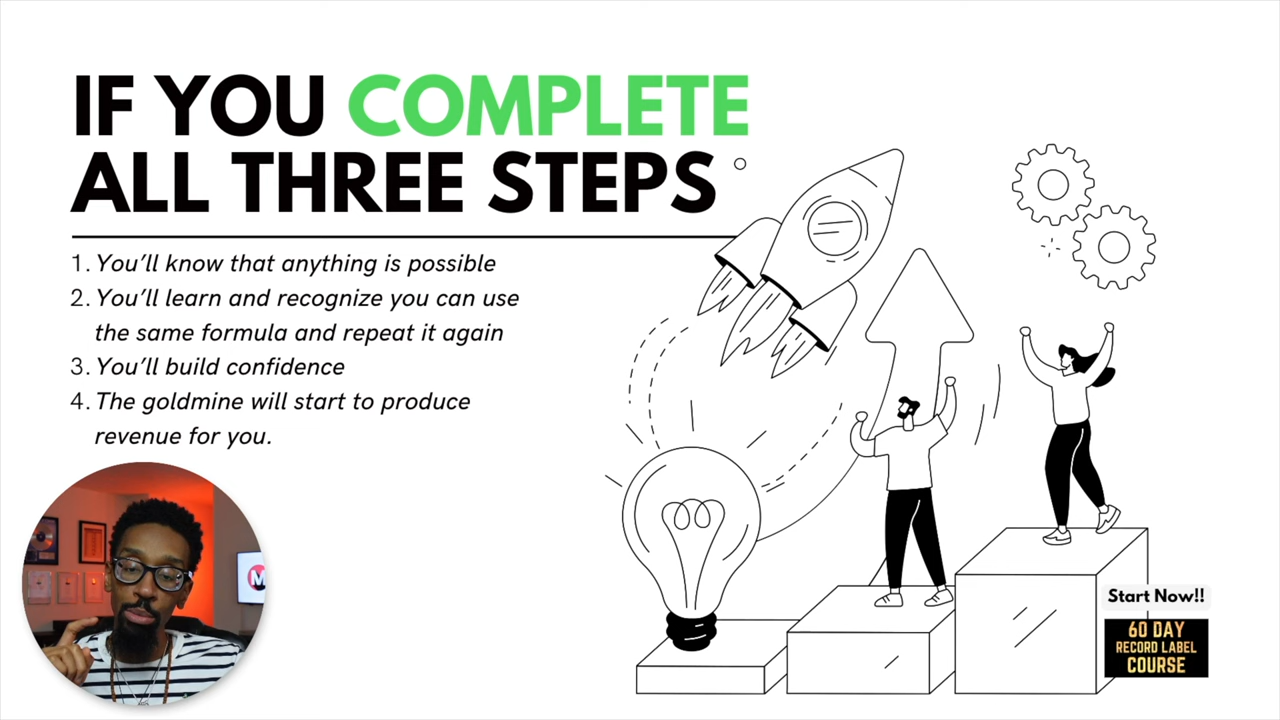 IF YOU COMPLETE
ALL THREE STEPS
1. You'll know that anything is possible
2. You'll learn and recognize you can use
the same formula and repeat it again
3. You'll build confidence
4. The goldmine will start to produce
revenue for you.
M
Start Now!!
60 DAY
RECORD LABEL
COURSE